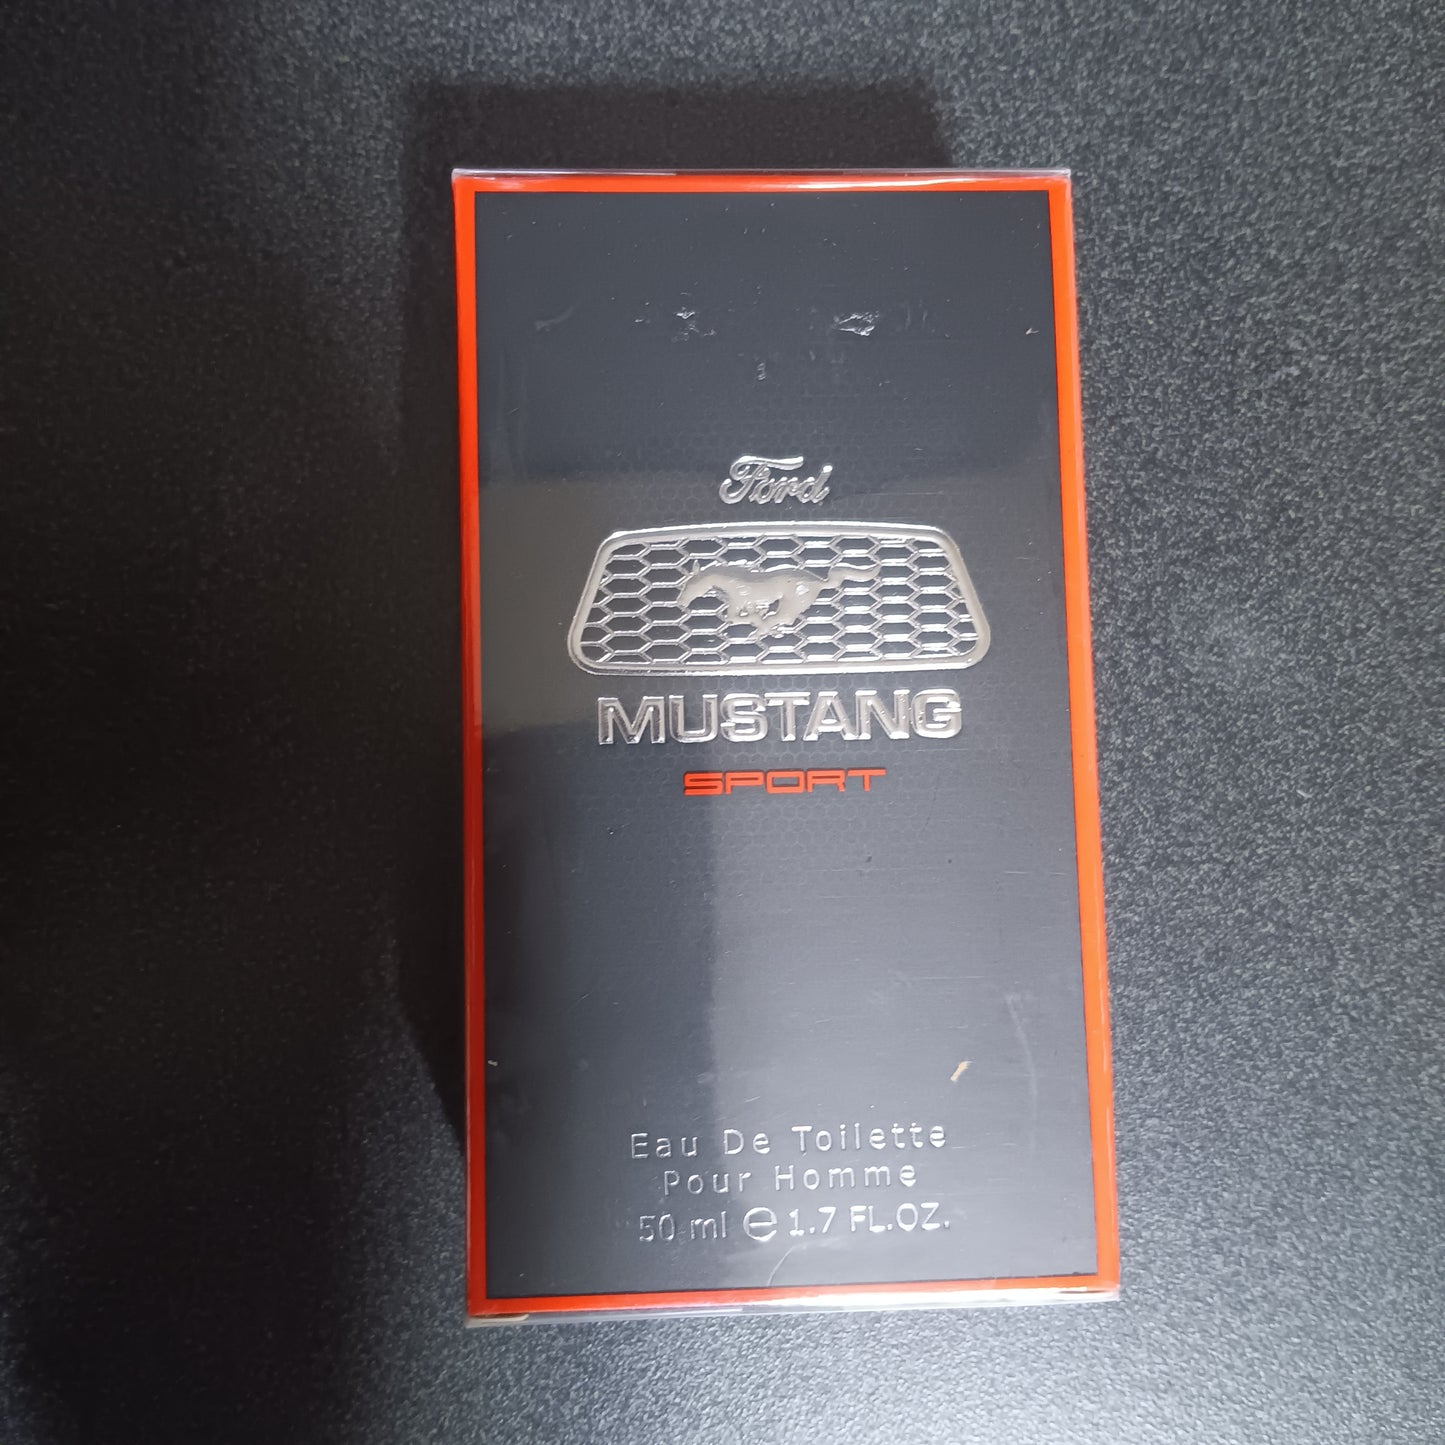 Ford
MUSTANG
SPORT
Eau De Toilette
Pour Homme
50 ml ℮ 1.7 FL.OZ.